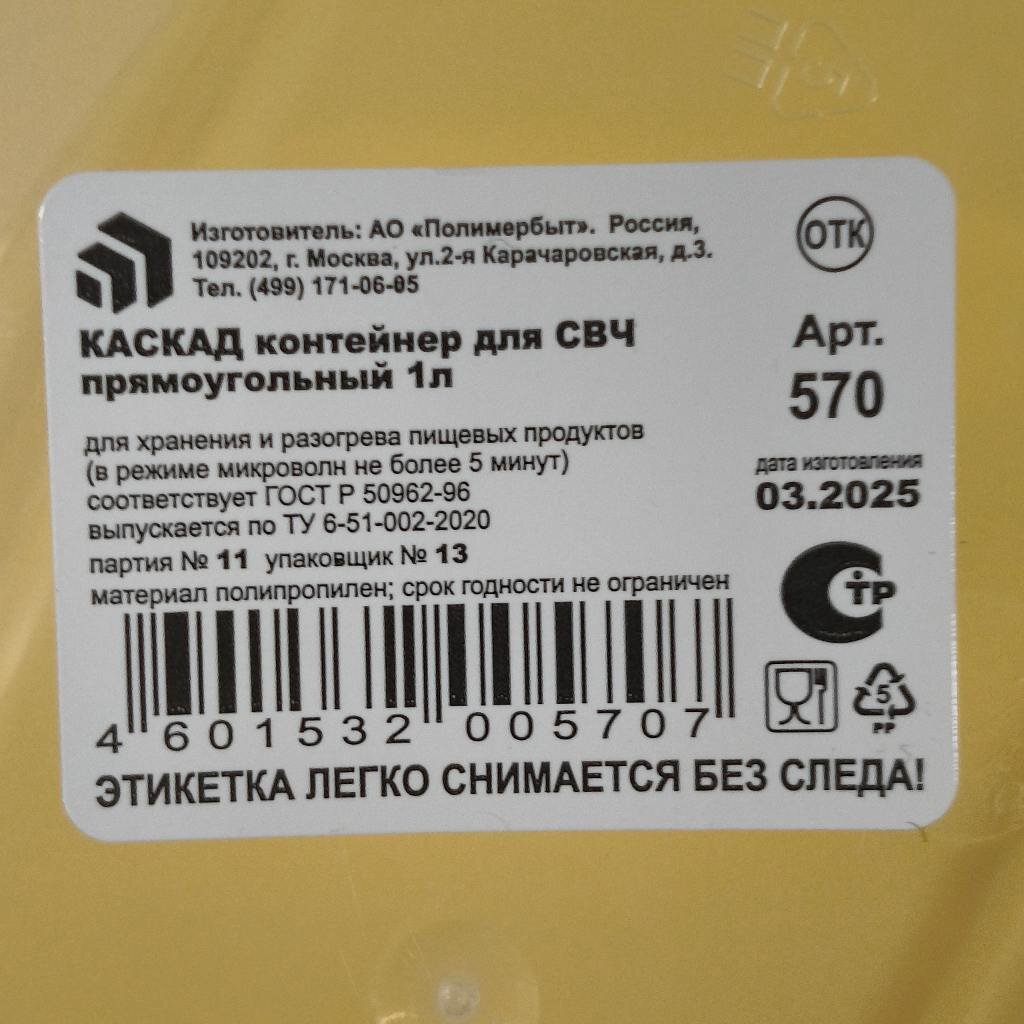 Изготовитель: АО «Полимербыт». Россия,
109202, г. Москва, ул.2-я Карачаровская, д.3.
Тел. (499) 171-06-05
ОТК
КАСКАД контейнер для СВЧ
прямоугольный 1л
Арт.
570
для хранения и разогрева пищевых продуктов
(в режиме микроволн не более 5 минут)
соответствует ГОСТ Р 50962-96
выпускается по ТУ 6-51-002-2020
партия № 11 упаковщик № 13
материал полипропилен; срок годности не ограничен
дата изготовления
03.2025
ТР
5
PP
4 601532 005707
ЭТИКЕТКА ЛЕГКО СНИМАЕТСЯ БЕЗ СЛЕДА!